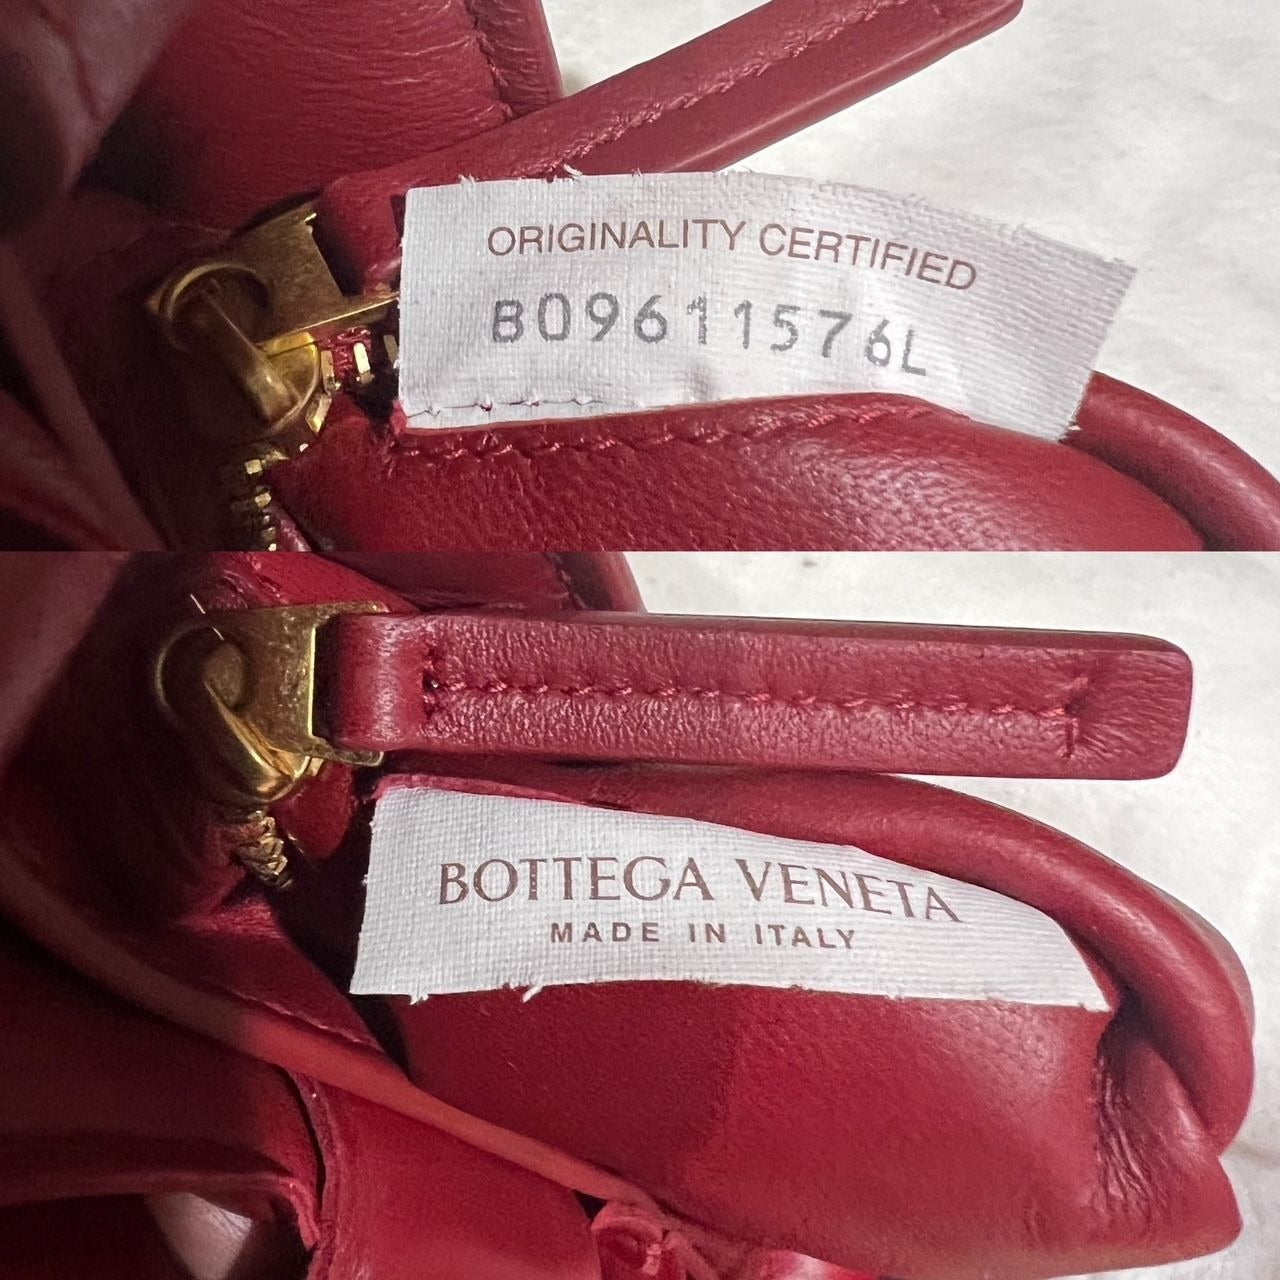 ORIGINALITY CERTIFIED
B09611576L
BOTTEGA VENETA
MADE IN ITALY